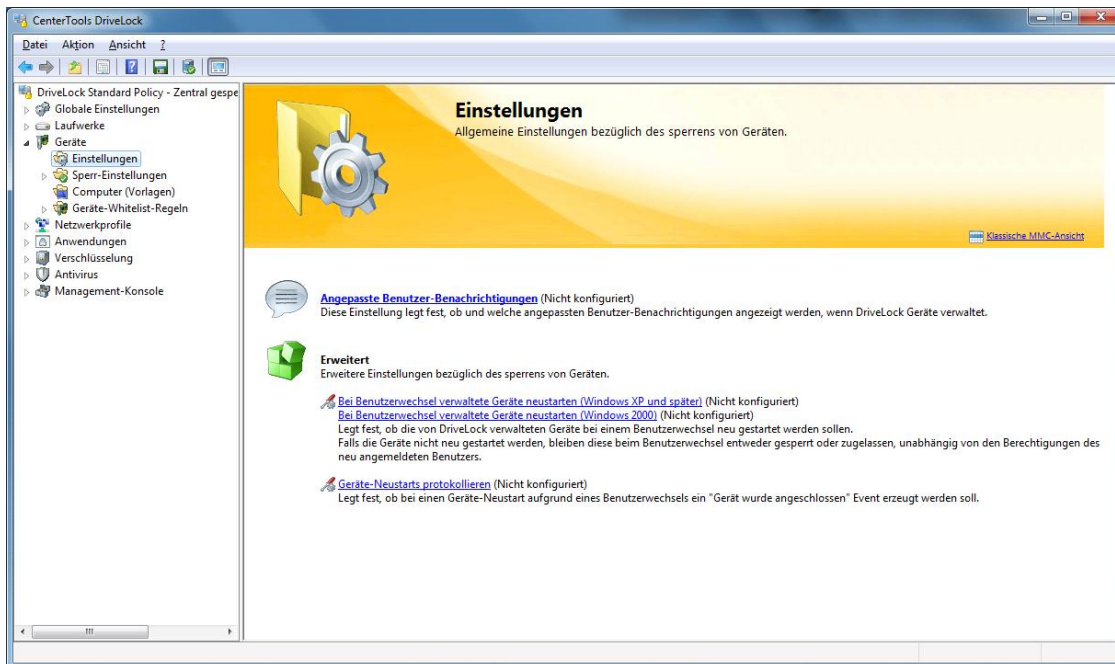 CenterTools DriveLock
Datei Aktion Ansicht ?
DriveLock Standard Policy - Zentral gespe
Globale Einstellungen
Laufwerke
Geräte
Einstellungen
Sperr-Einstellungen
Computer (Vorlagen)
Geräte-Whitelist-Regeln
Netzwerkprofile
Anwendungen
Verschlüsselung
Antivirus
Management-Konsole
Einstellungen
Allgemeine Einstellungen bezüglich des sperrens von Geräten.
Klassische MMC-Ansicht
Angepasste Benutzer-Benachrichtigungen (Nicht konfiguriert)
Diese Einstellung legt fest, ob und welche angepassten Benutzer-Benachrichtigungen angezeigt werden, wenn DriveLock Geräte verwaltet.
Erweitert
Erweitere Einstellungen bezüglich des sperrens von Geräten.
Bei Benutzerwechsel verwaltete Geräte neustarten (Windows XP und später) (Nicht konfiguriert)
Bei Benutzerwechsel verwaltete Geräte neustarten (Windows 2000) (Nicht konfiguriert)
Legt fest, ob die von DriveLock verwalteten Geräte bei einem Benutzerwechsel neu gestartet werden sollen.
Falls die Geräte nicht neu gestartet werden, bleiben diese beim Benutzerwechsel entweder gesperrt oder zugelassen, unabhängig von den Berechtigungen des
neu angemeldeten Benutzers.
Geräte-Neustarts protokollieren (Nicht konfiguriert)
Legt fest, ob bei einen Geräte-Neustart aufgrund eines Benutzerwechsels ein "Gerät wurde angeschlossen" Event erzeugt werden soll.